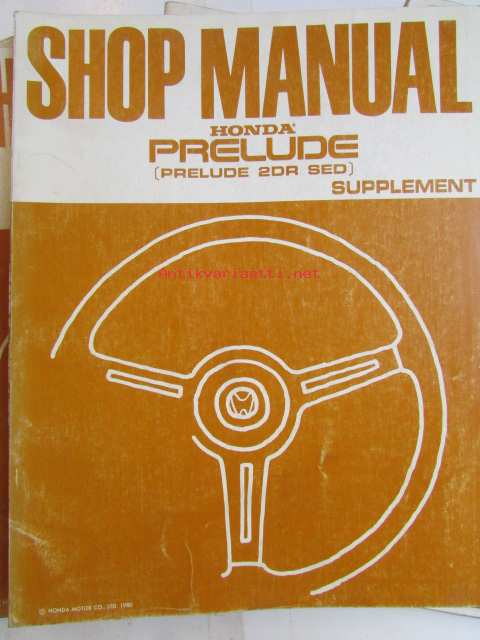 SHOP MANUAL
HONDA
PRELUDE
(PRELUDE 2DR SED)
SUPPLEMENT
Antikvariaatti.net
© HONDA MOTOR CO., LTD. 1980